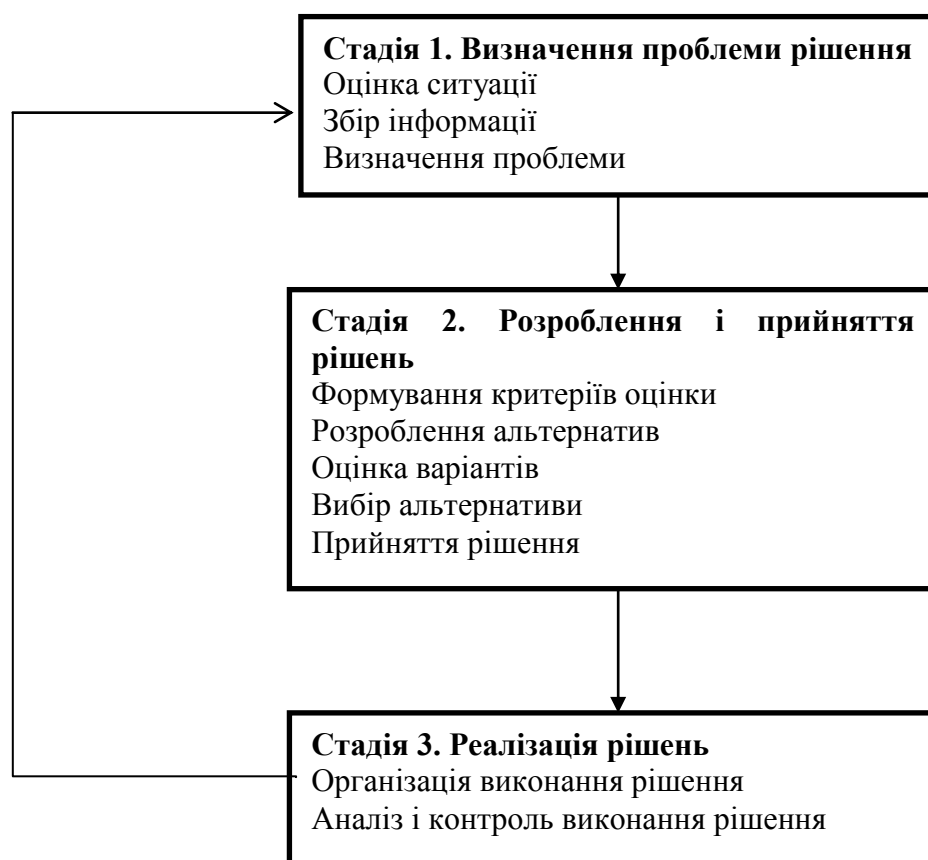 Стадія 1. Визначення проблеми рішення
Оцінка ситуації
Збір інформації
Визначення проблеми
Стадія 2. Розроблення і прийняття
рішень
Формування критеріїв оцінки
Розроблення альтернатив
Оцінка варіантів
Вибір альтернативи
Прийняття рішення
Стадія 3. Реалізація рішень
Організація виконання рішення
Аналіз і контроль виконання рішення